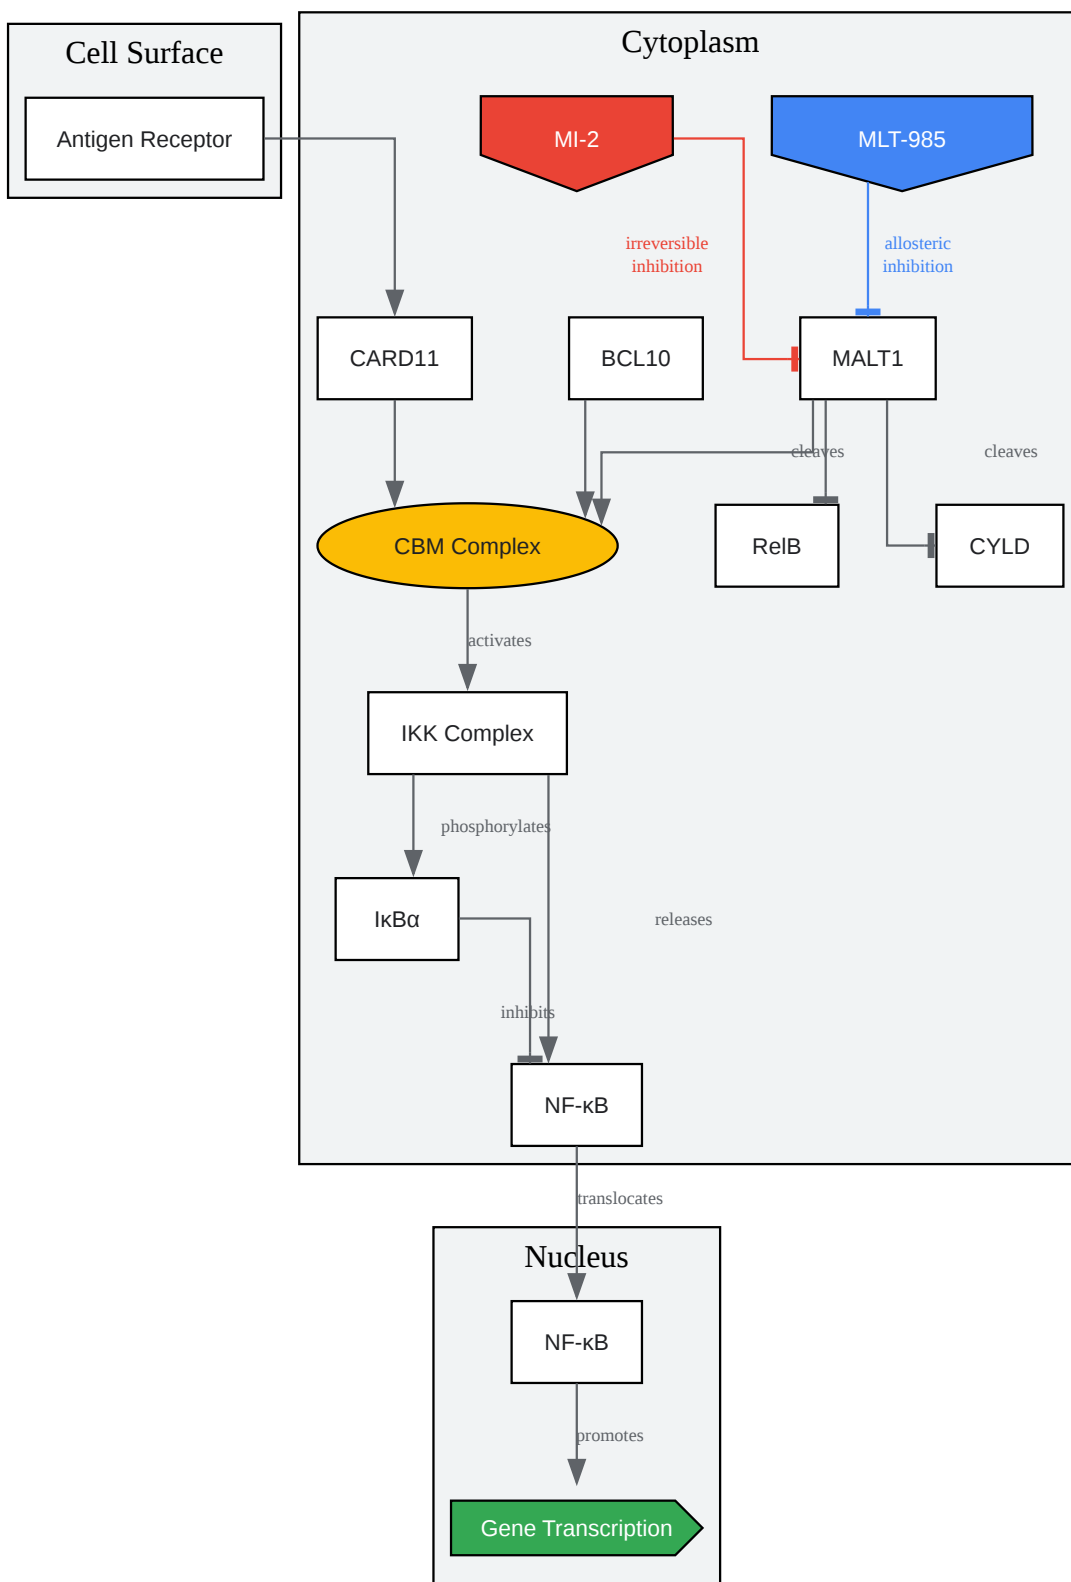 Cell Surface
Cytoplasm
Antigen Receptor
MI-2
MLT-985
irreversible
inhibition
allosteric
inhibition
CARD11
BCL10
MALT1
cleaves
cleaves
CBM Complex
RelB
CYLD
activates
IKK Complex
phosphorylates
IκBα
releases
inhibits
NF-κB
translocates
Nucleus
NF-κB
promotes
Gene Transcription